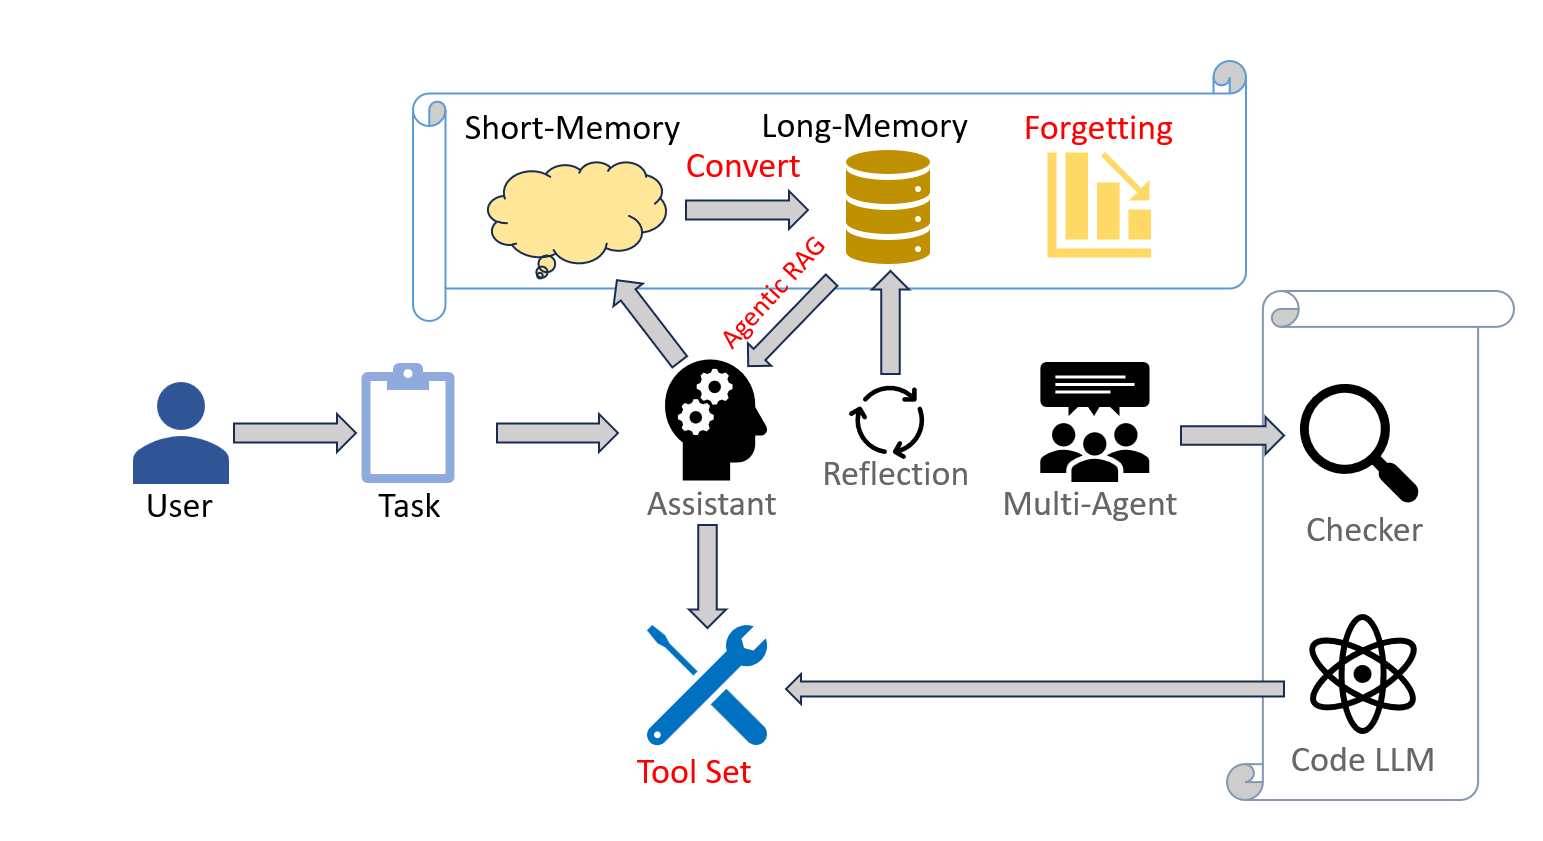 Short-Memory
Long-Memory
Forgetting
Convert
Agentic RAG
User
Task
Assistant
Reflection
Multi-Agent
Checker
Tool Set
Code LLM